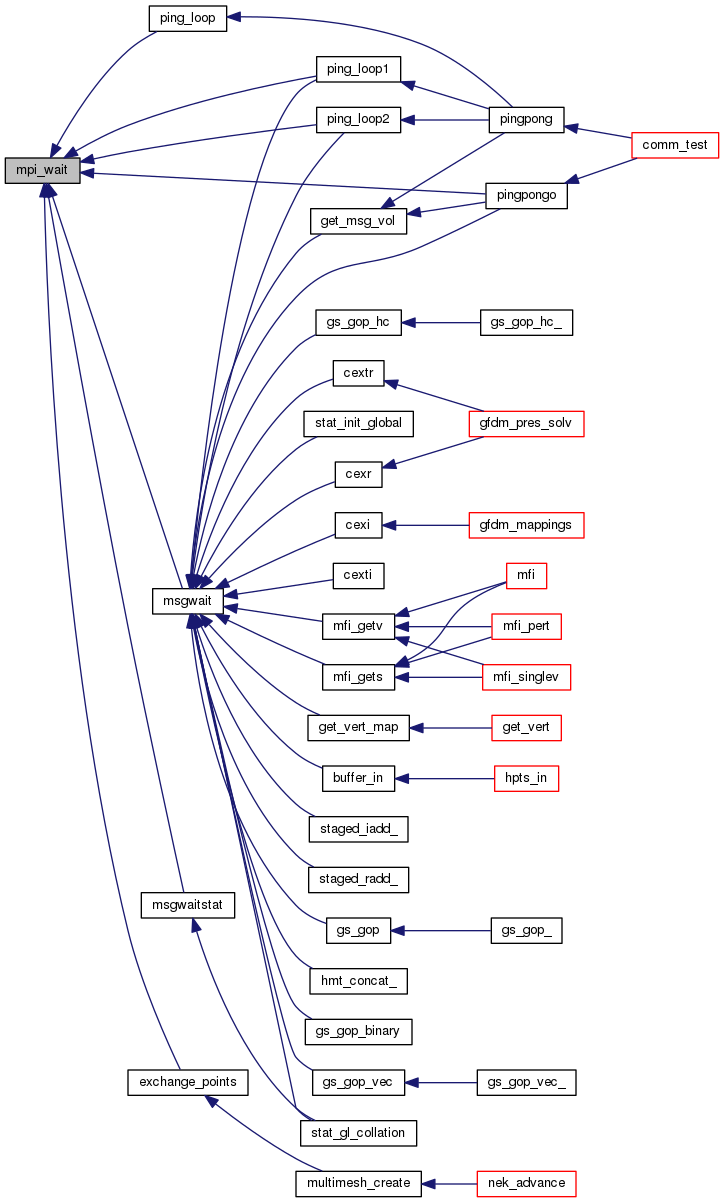 ping_loop
ping_loop1
ping_loop2
pingpong
comm_test
mpi_wait
pingpongo
get_msg_vol
gs_gop_hc
gs_gop_hc_
cextr
stat_init_global
gfdm_pres_solv
cexr
cexi
gfdm_mappings
cexti
mfi
msgwait
mfi_getv
mfi_pert
mfi_gets
mfi_singlev
get_vert_map
get_vert
buffer_in
hpts_in
staged_iadd_
staged_radd_
msgwaitstat
gs_gop
gs_gop_
hmt_concat_
gs_gop_binary
exchange_points
gs_gop_vec
gs_gop_vec_
stat_gl_collation
multimesh_create
nek_advance